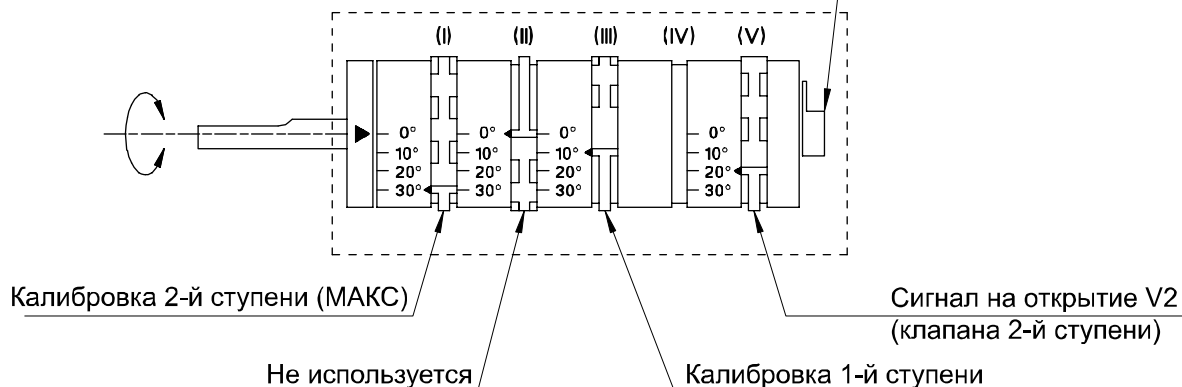 (I) (II) (III) (IV) (V)
0° 0° 0° 0°
10° 10° 10° 10°
20° 20° 20° 20°
30° 30° 30° 30°
Калибровка 2-й ступени (МАКС)
Сигнал на открытие V2
(клапана 2-й ступени)
Не используется
Калибровка 1-й ступени